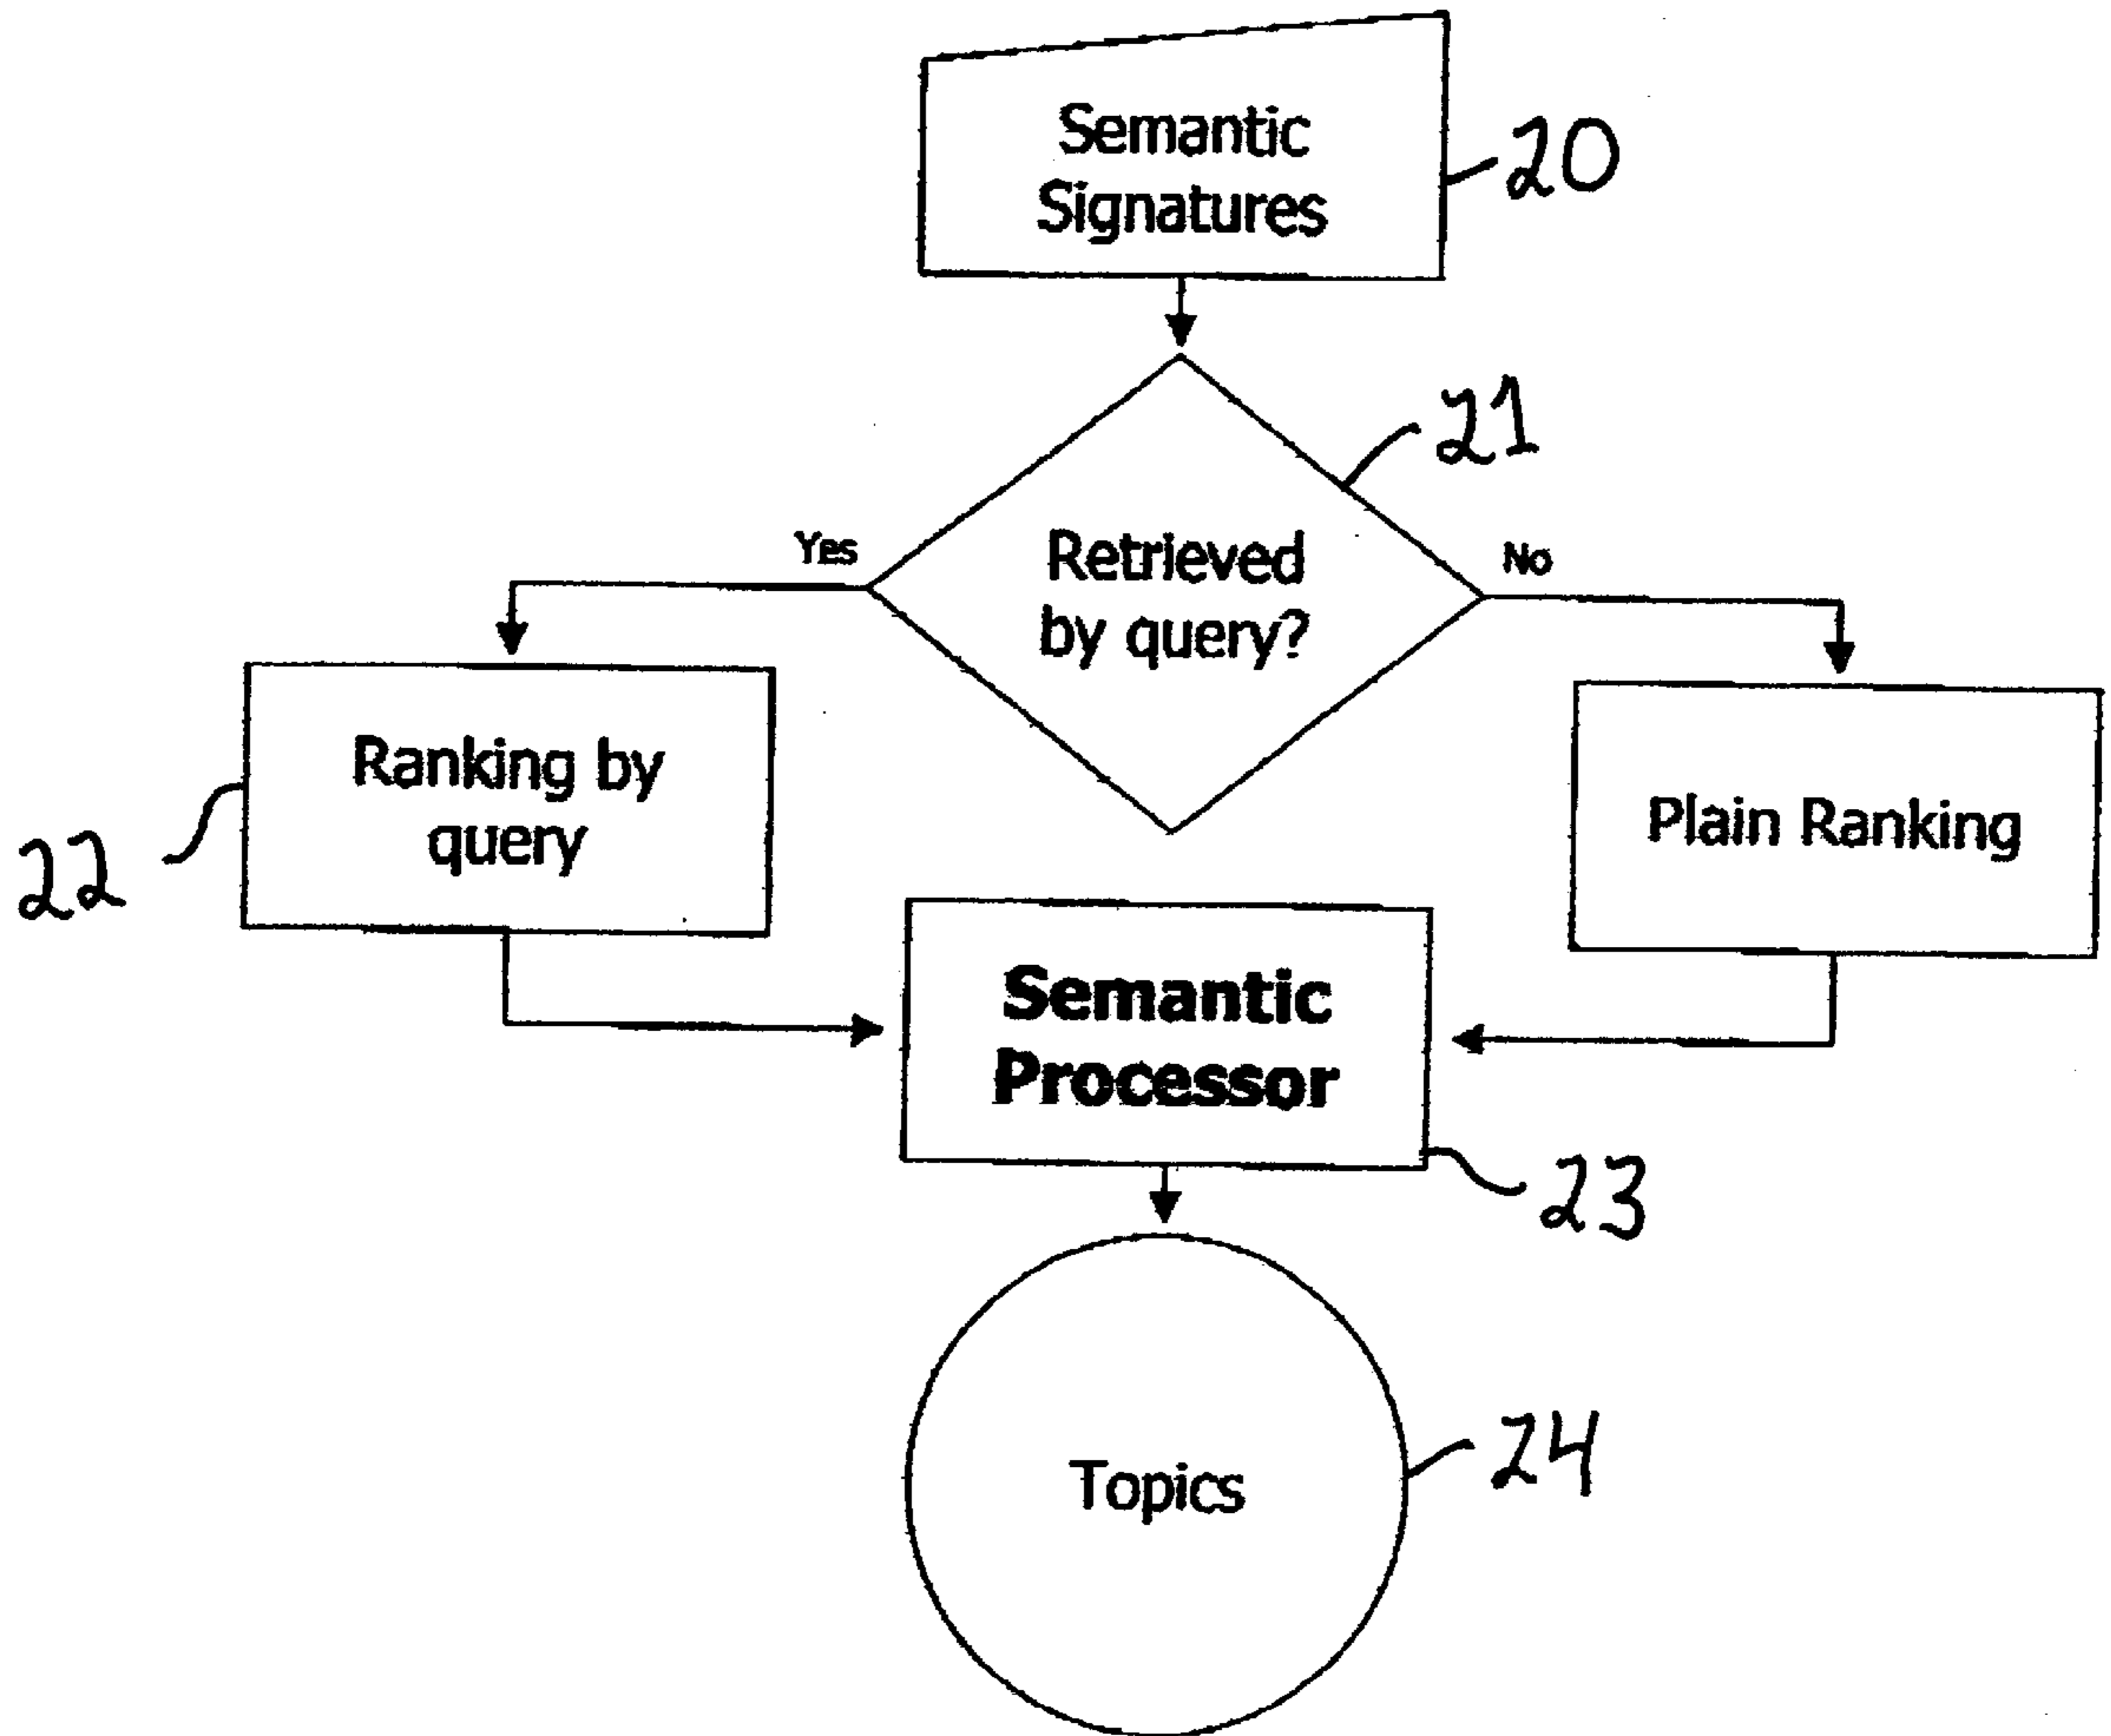 Semantic
Signatures
20
21
Retrieved
by query?
Yes
No
Ranking by
query
22
Plain Ranking
Semantic
Processor
23
Topics
24